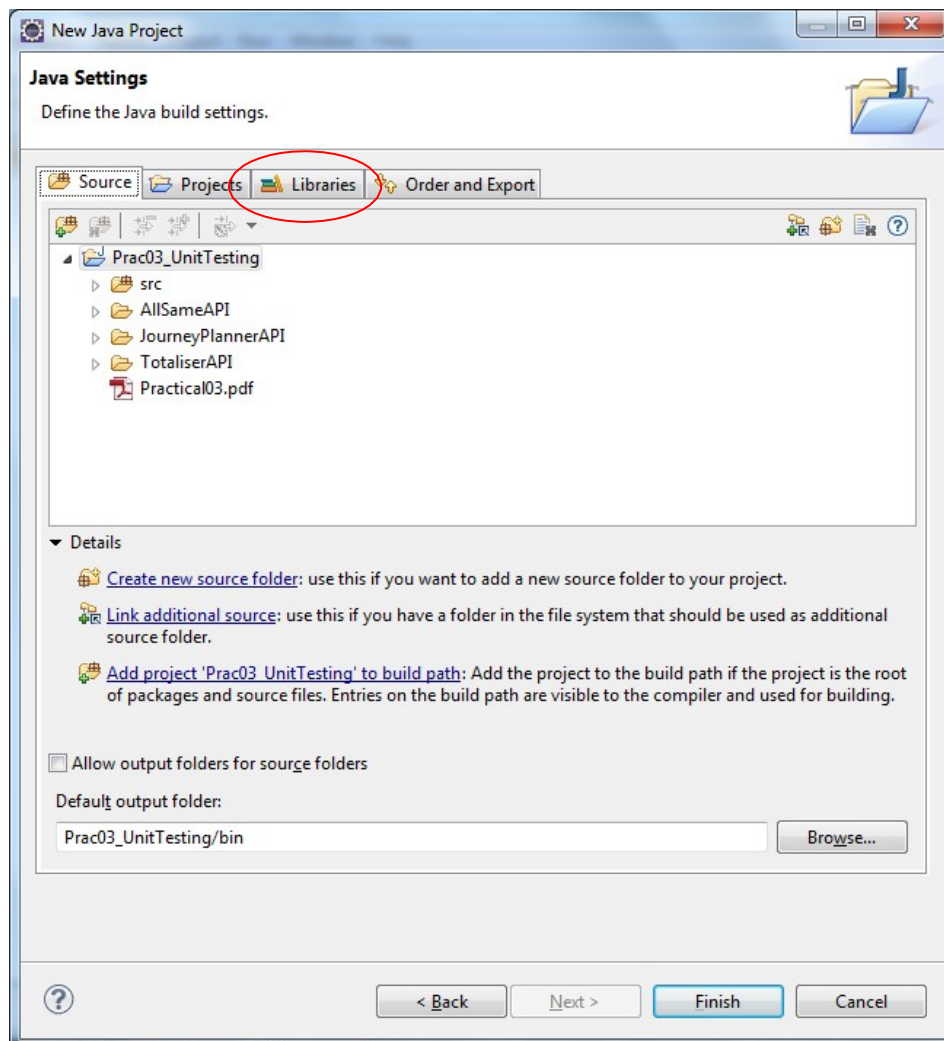 New Java Project
Java Settings
Define the Java build settings.
Source Projects Libraries Order and Export
Prac03_UnitTesting
src
AllSameAPI
JourneyPlannerAPI
TotaliserAPI
Practical03.pdf
Details
Create new source folder: use this if you want to add a new source folder to your project.
Link additional source: use this if you have a folder in the file system that should be used as additional
source folder.
Add project 'Prac03_UnitTesting' to build path: Add the project to the build path if the project is the root
of packages and source files. Entries on the build path are visible to the compiler and used for building.
Allow output folders for source folders
Default output folder:
Prac03_UnitTesting/bin
Browse...
< Back Next > Finish Cancel